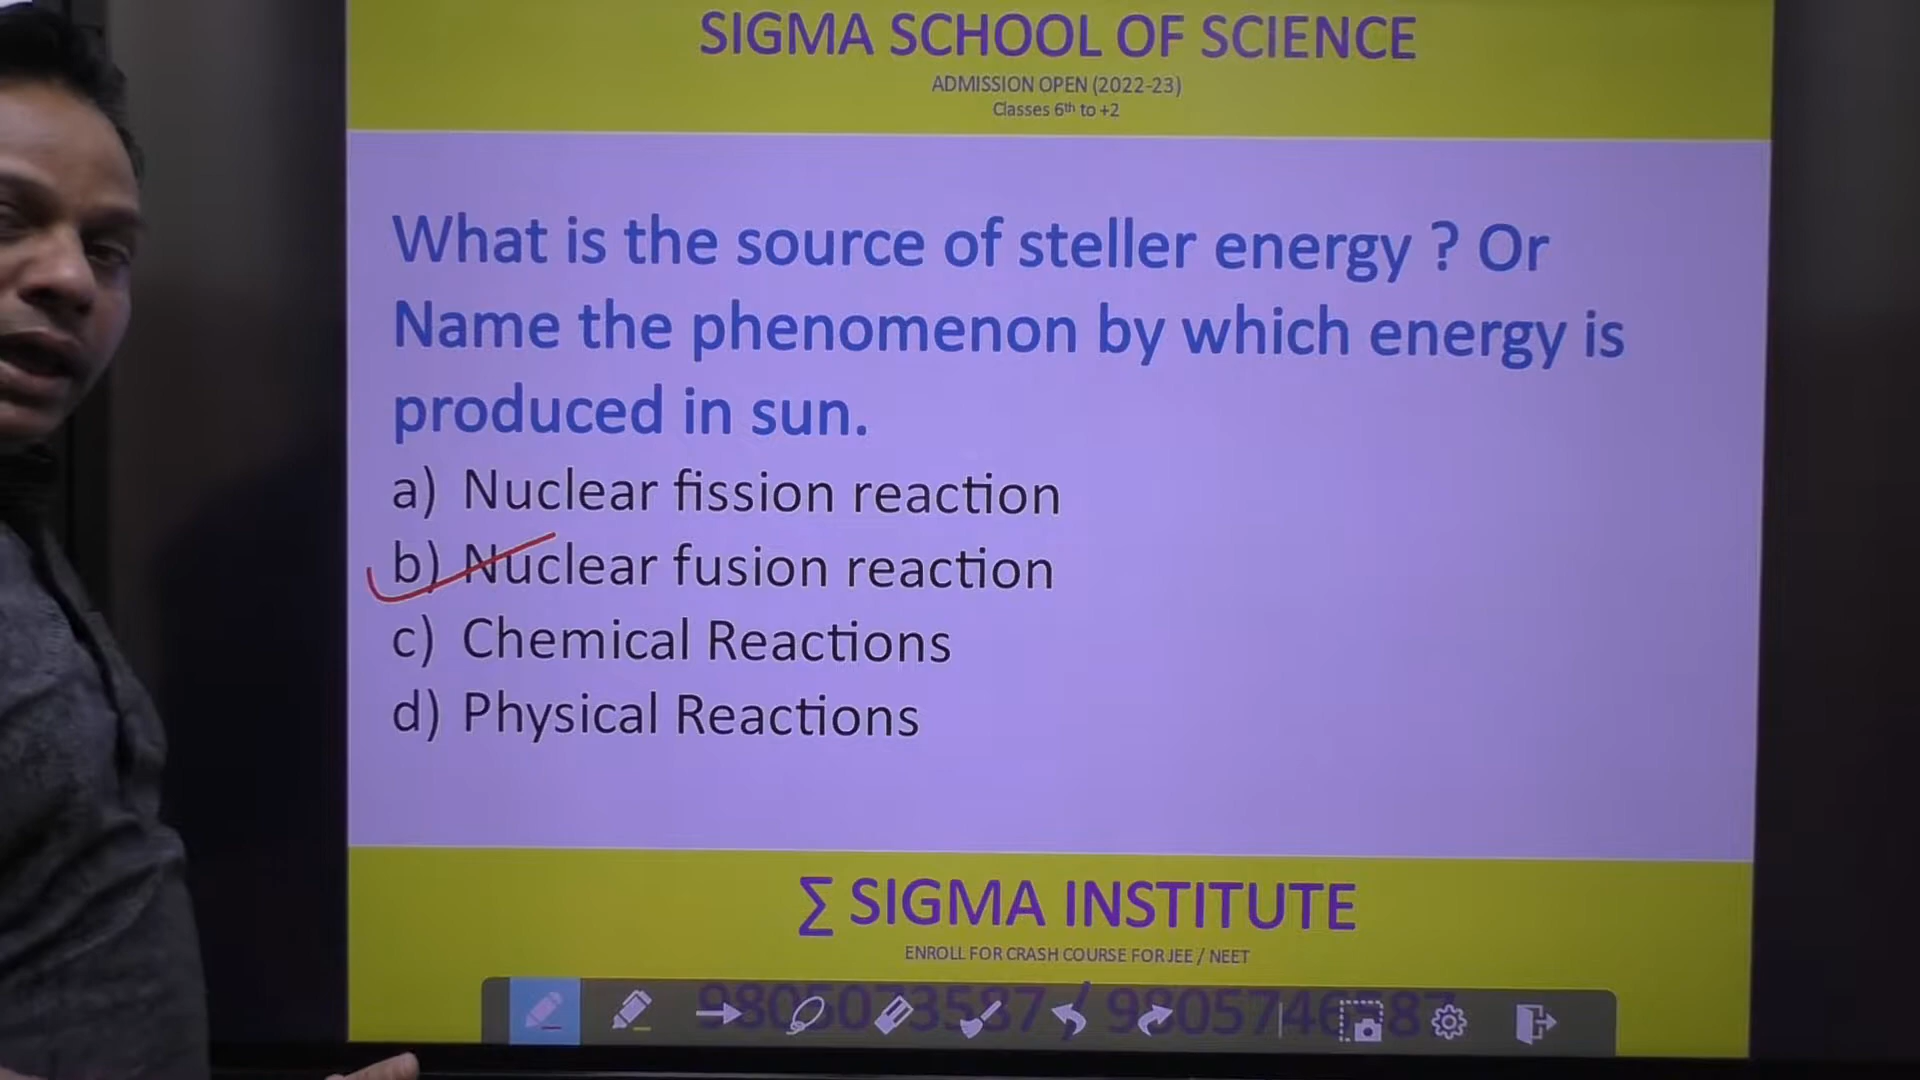 SIGMA SCHOOL OF SCIENCE
ADMISSION OPEN (2022-23)
Classes 6th to +2
What is the source of steller energy ? Or
Name the phenomenon by which energy is
produced in sun.
a) Nuclear fission reaction
b) Nuclear fusion reaction
c) Chemical Reactions
d) Physical Reactions
∑ SIGMA INSTITUTE
ENROLL FOR CRASH COURSE FOR JEE / NEET